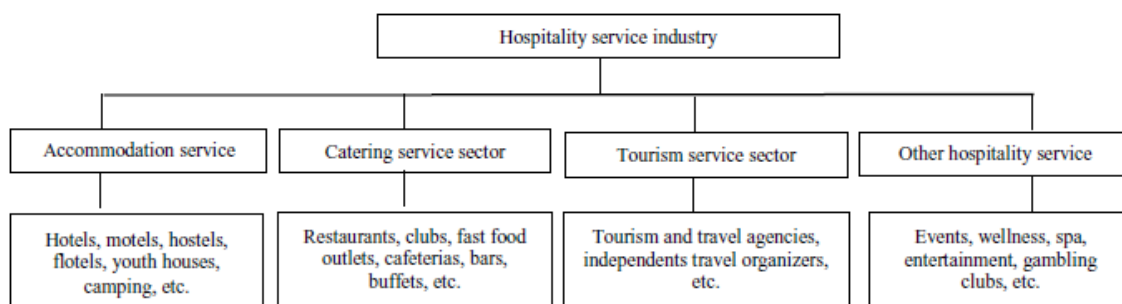 Hospitality service industry
Accommodation service
Catering service sector
Tourism service sector
Other hospitality service
Hotels, motels, hostels,
flotels, youth houses,
camping, etc.
Restaurants, clubs, fast food
outlets, cafeterias, bars,
buffets, etc.
Tourism and travel agencies,
independents travel organizers,
etc.
Events, wellness, spa,
entertainment, gambling
clubs, etc.